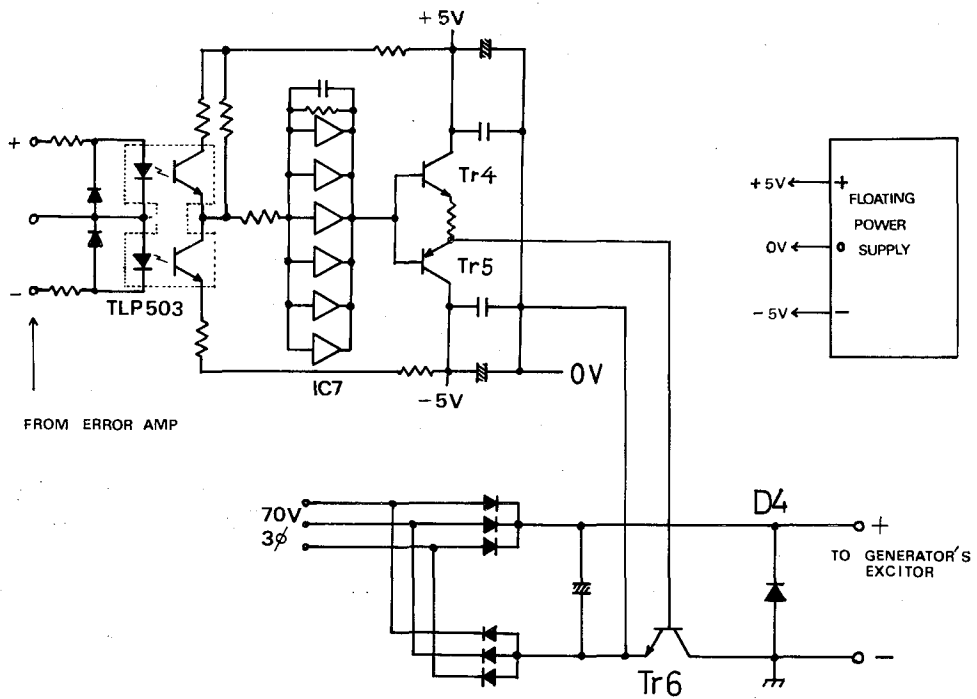 +5V
+
TLP503
−
FROM ERROR AMP
IC7
Tr4
Tr5
0V
−5V
+5V
+
FLOATING
POWER
SUPPLY
0V
0
−5V
−
70V
3ø
D4
+
TO GENERATOR'S
EXCITOR
Tr6
−